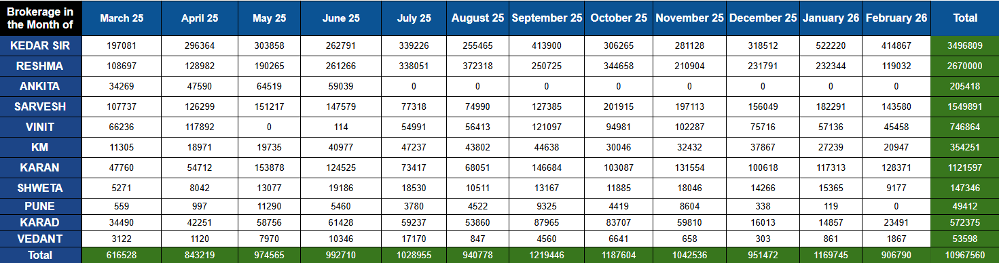 Brokerage in the Month of March 25 April 25 May 25 June 25 July 25 August 25 September 25 October 25 November 25 December 25 January 26 February 26 Total
KEDAR SIR 197081 296364 303858 262791 339226 255465 413900 306265 281128 318512 522220 414867 3496809
RESHMA 108697 128982 190265 261266 338051 372318 250725 344658 210904 231791 232344 119032 2670000
ANKITA 34269 47590 64519 59039 0 0 0 0 0 0 0 0 205418
SARVESH 107737 126299 151217 147579 77318 74990 127385 201915 197113 156049 182291 143580 1549891
VINIT 66236 117892 0 114 54991 56413 121097 94981 102287 75716 57136 45458 746864
KM 11305 18971 19735 40977 47237 43802 44638 30046 32432 37867 27239 20947 354251
KARAN 47760 54712 153878 124525 73417 68051 146684 103087 131554 100618 117313 128371 1121597
SHWETA 5271 8042 13077 19186 18530 10511 13167 11885 18046 14266 15365 9177 147346
PUNE 559 997 11290 5460 3780 4522 9325 4419 8604 338 119 0 49412
KARAD 34490 42251 58756 61428 59237 53860 87965 83707 59810 16013 14857 23491 572375
VEDANT 3122 1120 7970 10346 17170 847 4560 6641 658 303 861 1867 53598
Total 616528 843219 974565 992710 1028955 940778 1219446 1187604 1042536 951472 1169745 906790 10967560